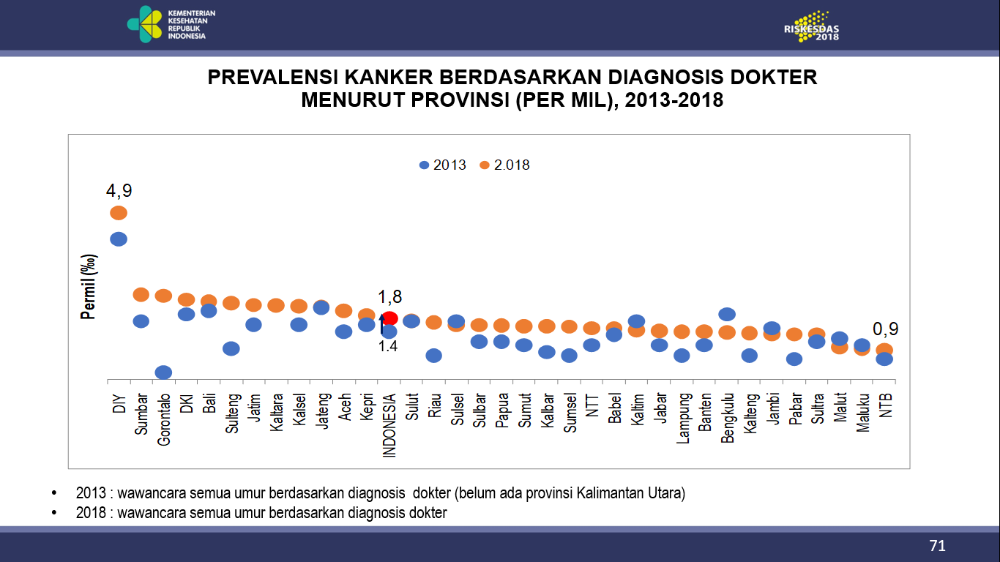 KEMENTERIAN
KESEHATAN
REPUBLIK
INDONESIA
RISKESDAS
2018
PREVALENSI KANKER BERDASARKAN DIAGNOSIS DOKTER
MENURUT PROVINSI (PER MIL), 2013-2018
2013 2.018
4,9
Permil (‰)
1,8
1.4
0,9
DIY
Sumbar
Gorontalo
DKI
Bali
Sulteng
Jatim
Kaltara
Kalsel
Jateng
Aceh
Kepri
INDONESIA
Sulut
Riau
Sulsel
Sulbar
Papua
Sumut
Kalbar
Sumsel
NTT
Babel
Kaltim
Jabar
Lampung
Banten
Bengkulu
Kalteng
Jambi
Pabar
Sultra
Malut
Maluku
NTB
• 2013 : wawancara semua umur berdasarkan diagnosis dokter (belum ada provinsi Kalimantan Utara)
• 2018 : wawancara semua umur berdasarkan diagnosis dokter
71